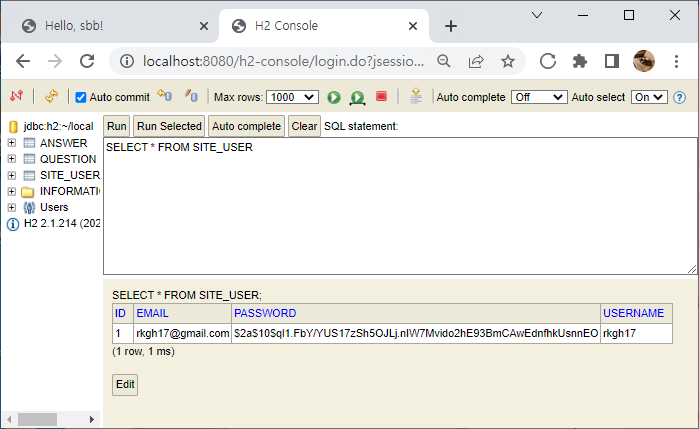 Hello, sbb!
H2 Console
localhost:8080/h2-console/login.do?jsessio...
Auto commit
Max rows: 1000
Auto complete Off
Auto select On
jdbc:h2:~/local
ANSWER
QUESTION
SITE_USER
INFORMATIO
Users
H2 2.1.214 (202
Run Run Selected Auto complete Clear SQL statement:
SELECT * FROM SITE_USER
SELECT * FROM SITE_USER;
ID EMAIL PASSWORD USERNAME
1 rkgh17@gmail.com $2a$10$qI1.FbY/YUS17zSh5OJLj.nIW7Mvido2hE93BmCAwEdnfhkUsnnEO rkgh17
(1 row, 1 ms)
Edit